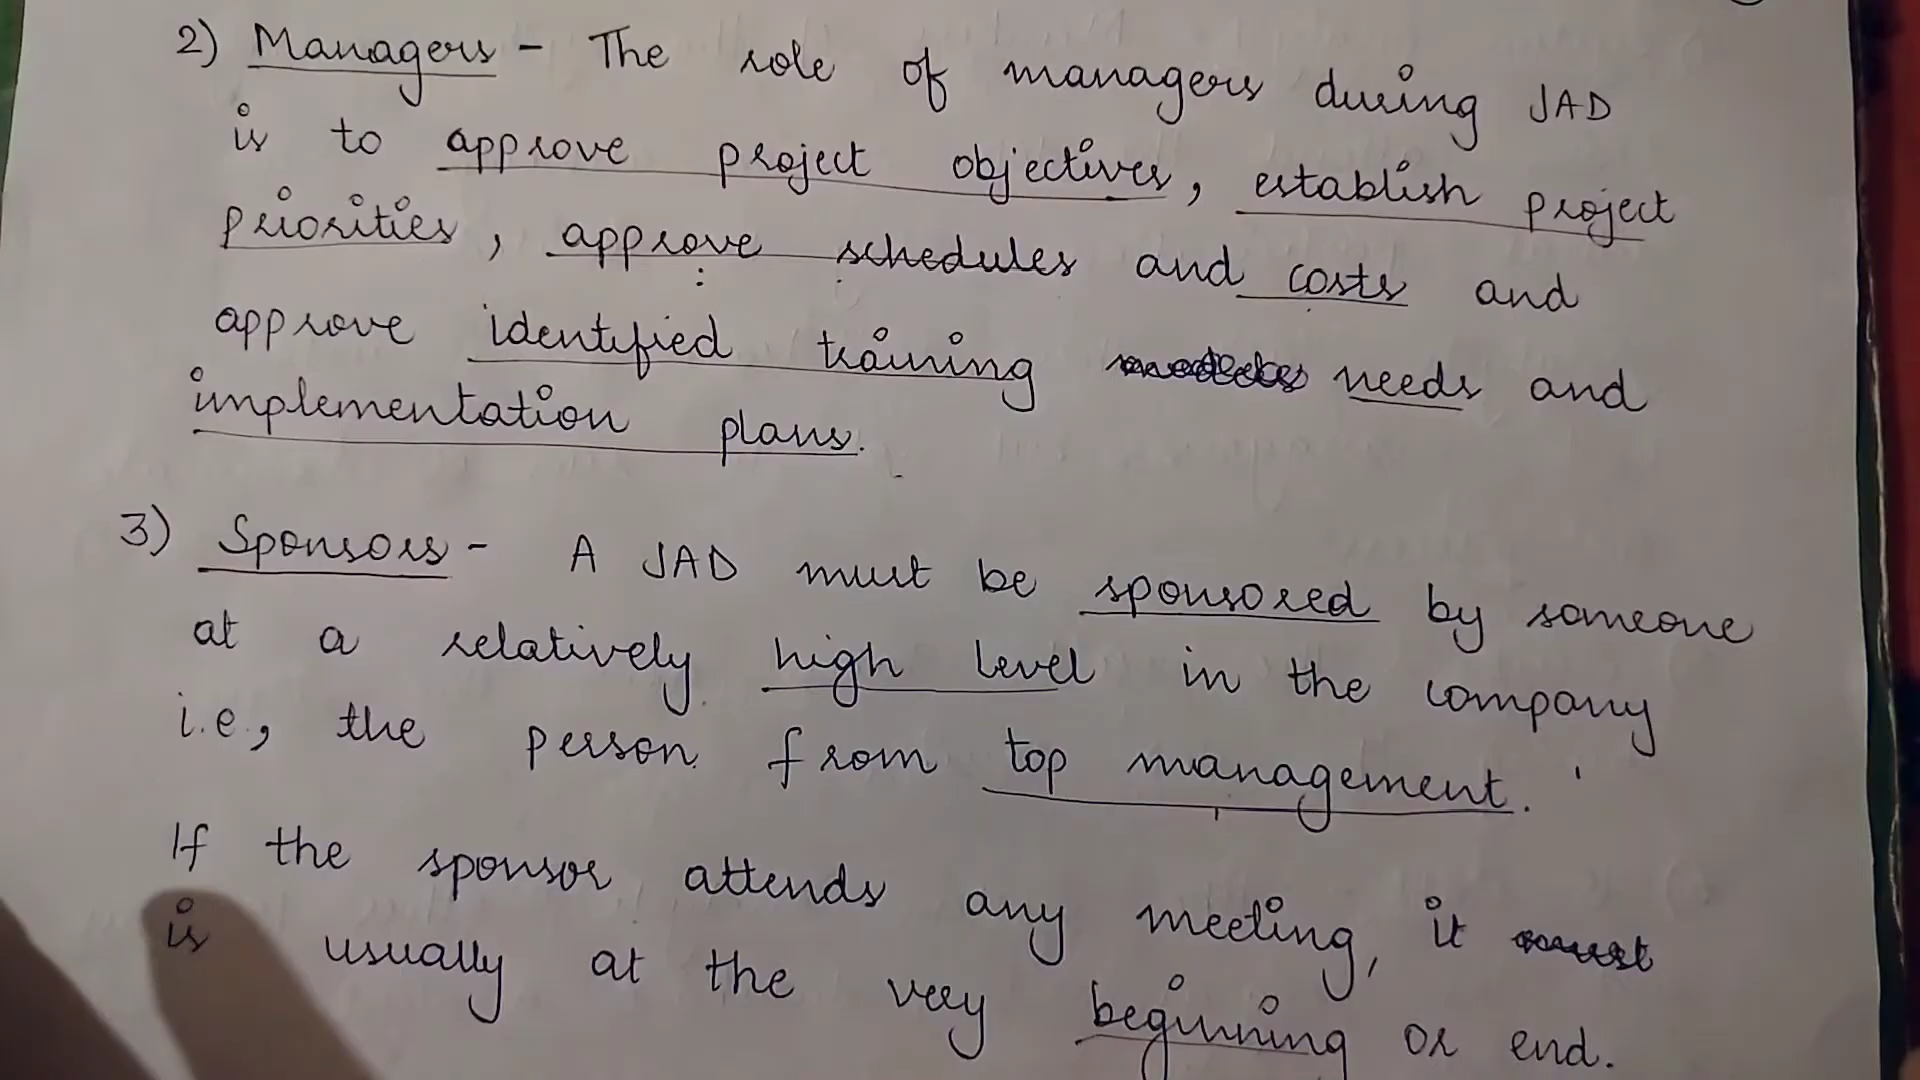 2) Managers - The role of managers during JAD
is to approve project objectives, establish project
priorities, approve schedules and costs and
approve identified training needs and
implementation plans.
3) Sponsors - A JAD must be sponsored by someone
at a relatively high level in the company
i.e., the person from top management.
If the sponsor attends any meeting, it
is usually at the very beginning or end.